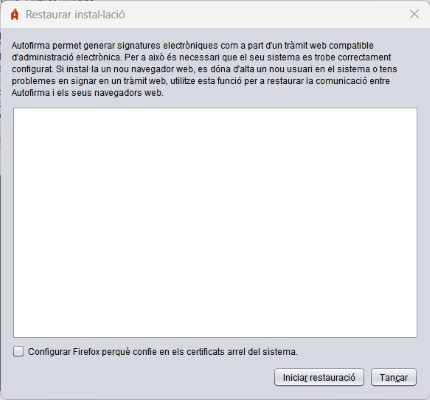 Restaurar instal·lació
Autofirma permet generar signatures electròniques com a part d'un tràmit web compatible
d'administració electrònica. Per a això és necessari que el seu sistema es trobe correctament
configurat. Si instal·la un nou navegador web, es dóna d'alta un nou usuari en el sistema o tens
problemes en signar en un tràmit web, utilitze esta funció per a restaurar la comunicació entre
Autofirma i els seus navegadors web.
Configurar Firefox perquè confie en els certificats arrel del sistema.
Iniciar restauració
Tancar